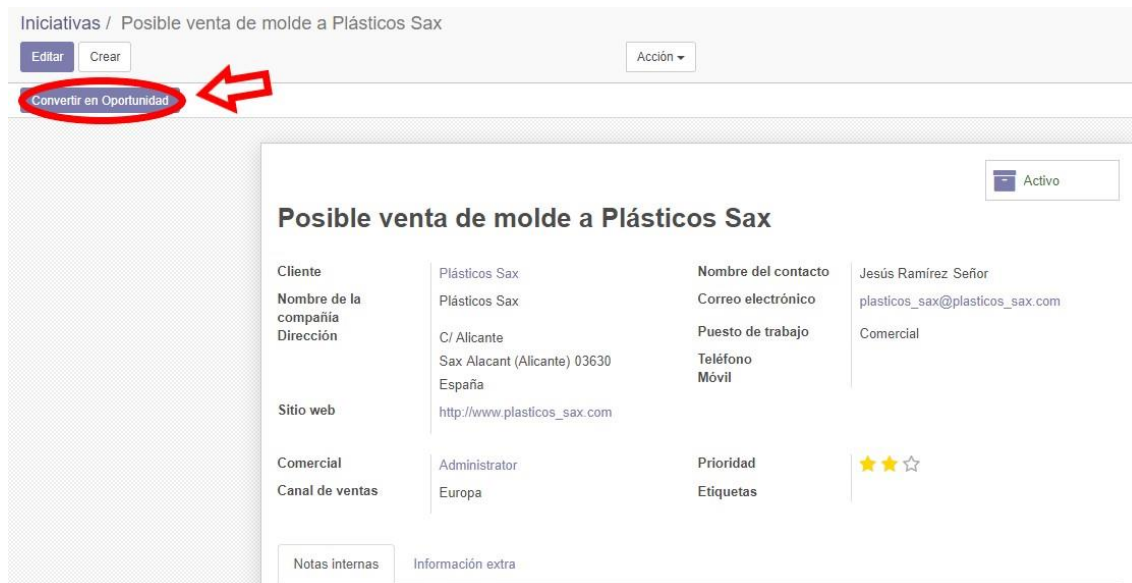 Iniciativas / Posible venta de molde a Plásticos Sax
Editar Crear Acción
Convertir en Oportunidad
Activo
Posible venta de molde a Plásticos Sax
Cliente Plásticos Sax Nombre del contacto Jesús Ramírez Señor
Nombre de la compañía Plásticos Sax Correo electrónico plasticos_sax@plasticos_sax.com
Dirección C/ Alicante Puesto de trabajo Comercial
Sax Alacant (Alicante) 03630 Teléfono
España Móvil
Sitio web http://www.plasticos_sax.com
Comercial Administrator Prioridad
Canal de ventas Europa Etiquetas
Notas internas Información extra